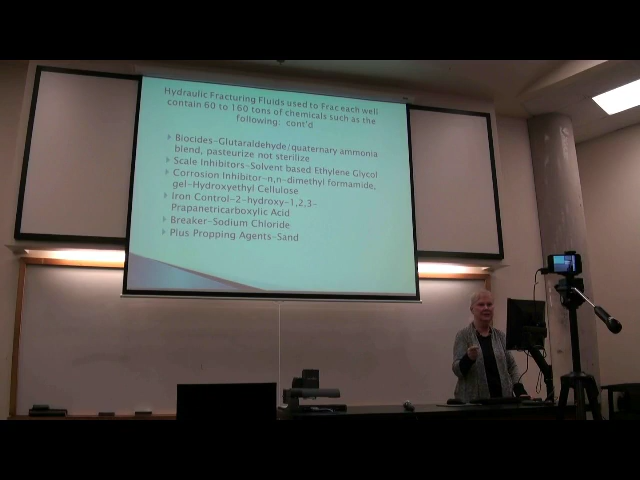 Hydraulic Fracturing Fluids used to Frac each well
contain 60 to 160 tons of chemicals such as the
following: cont'd
Biocides-Glutaraldehyde/quaternary ammonia
blend, pasteurize not sterilize
Scale Inhibitors-Solvent based Ethylene Glycol
Corrosion Inhibitor-n,n-dimethyl formamide,
gel-Hydroxyethyl Cellulose
Iron Control-2-hydroxy-1,2,3-
Prapanetricarboxylic Acid
Breaker-Sodium Chloride
Plus Propping Agents-Sand